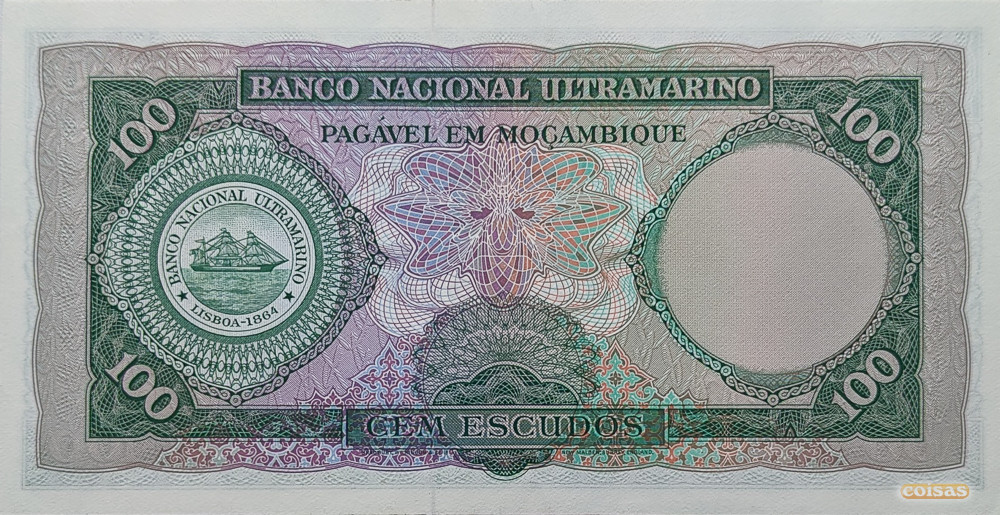 BANCO NACIONAL ULTRAMARINO
PAGÁVEL EM MOÇAMBIQUE
100
100
BANCO NACIONAL ULTRAMARINO
LISBOA-1864
100
100
CEM ESCUDOS
coisas